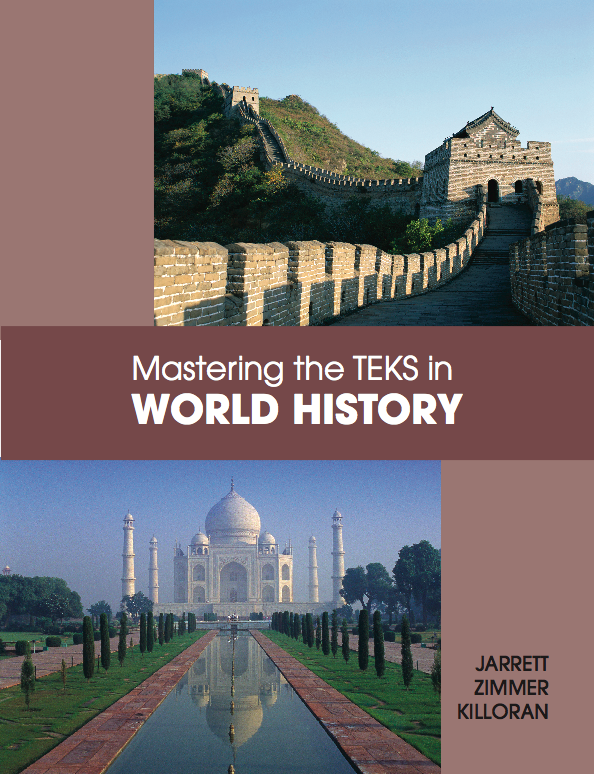 Mastering the TEKS in
WORLD HISTORY
JARRETT
ZIMMER
KILLORAN